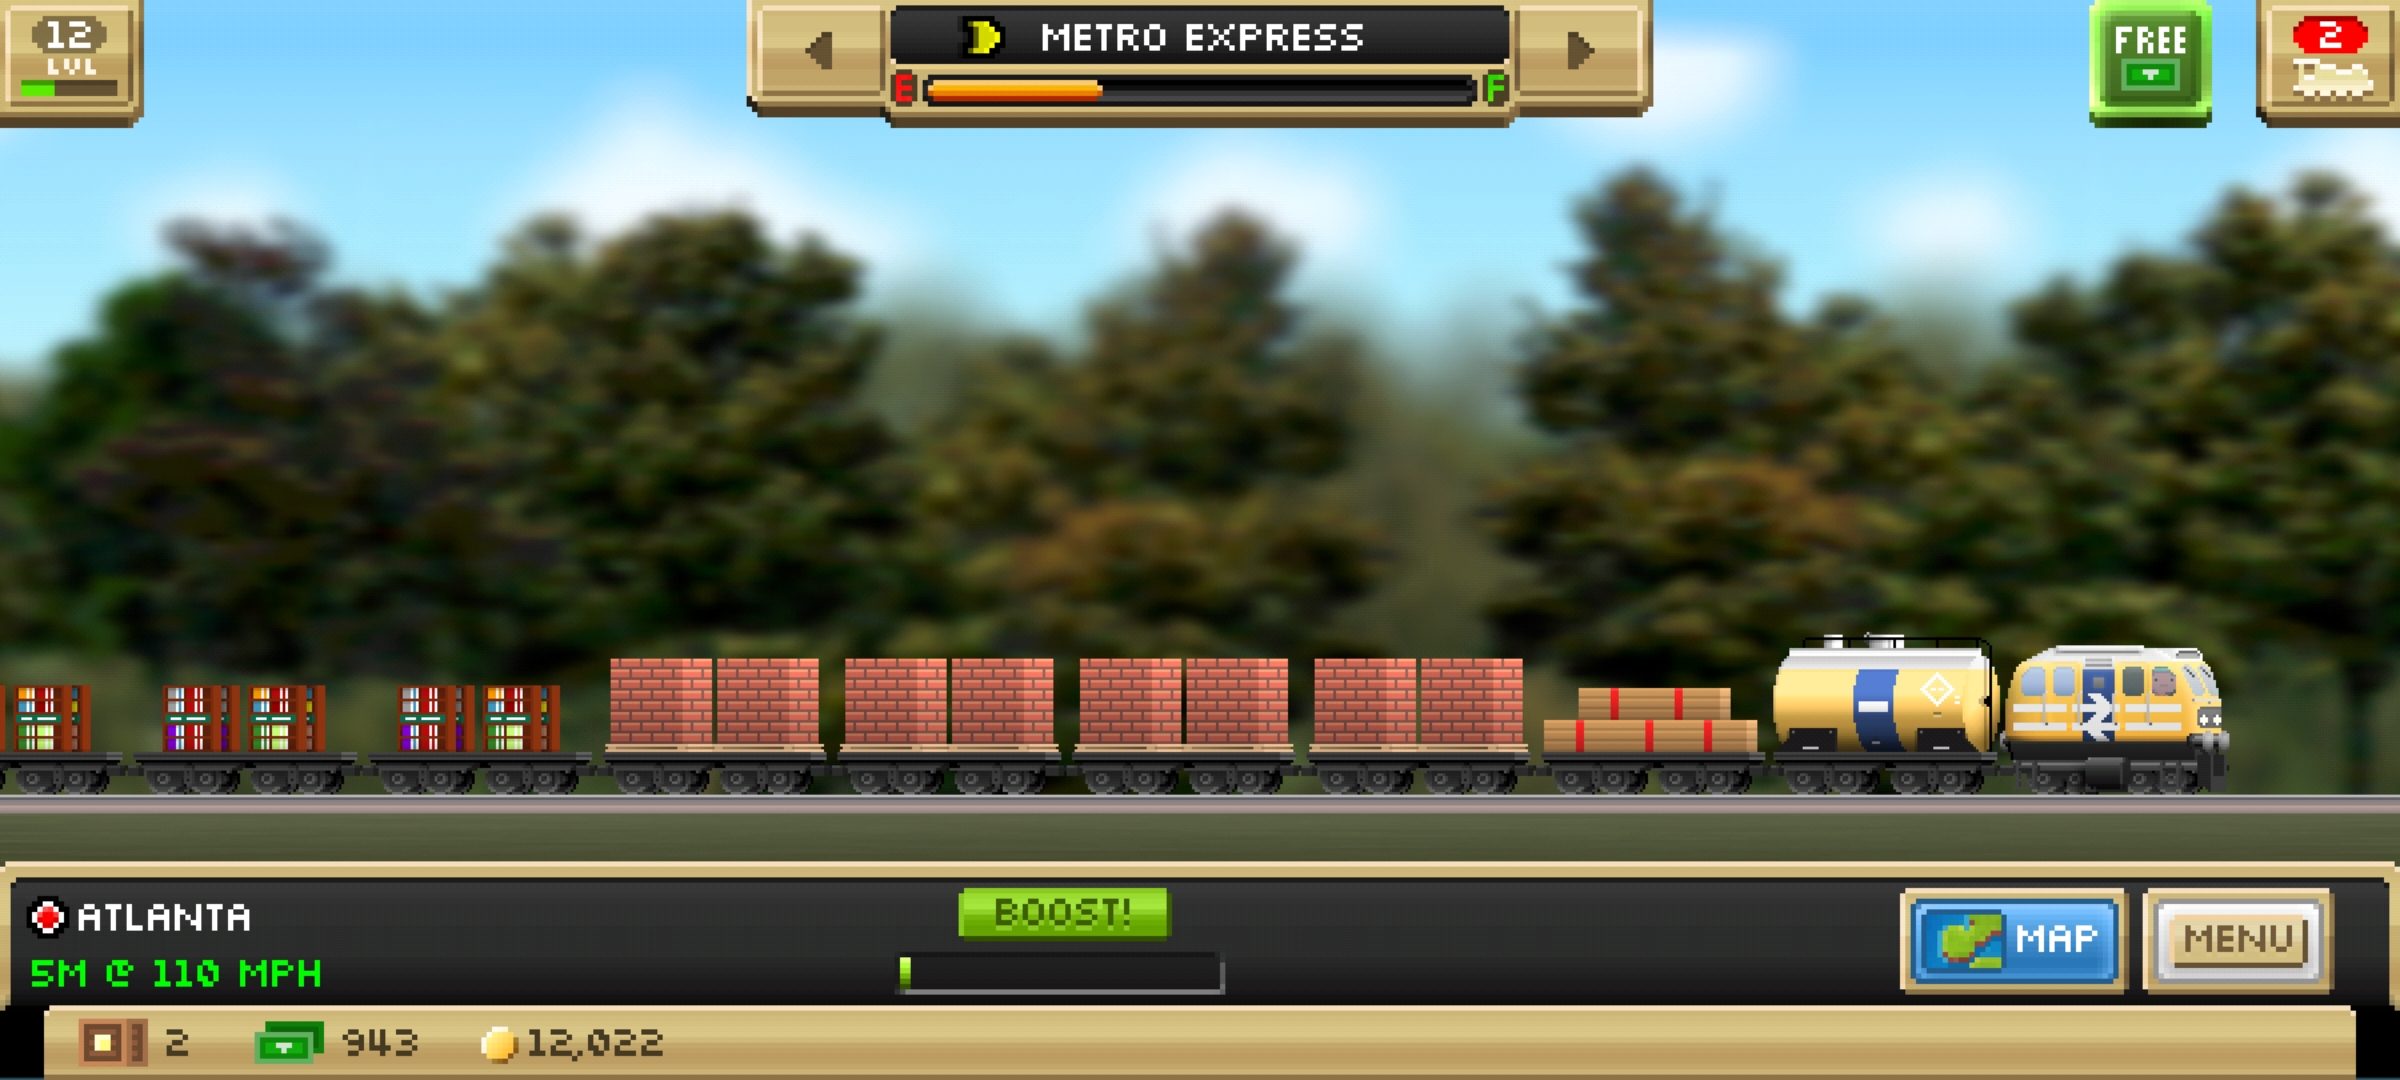 12
LVL
METRO EXPRESS
E F
FREE
2
ATLANTA
5M @ 110 MPH
BOOST!
MAP
MENU
2
943
12,022